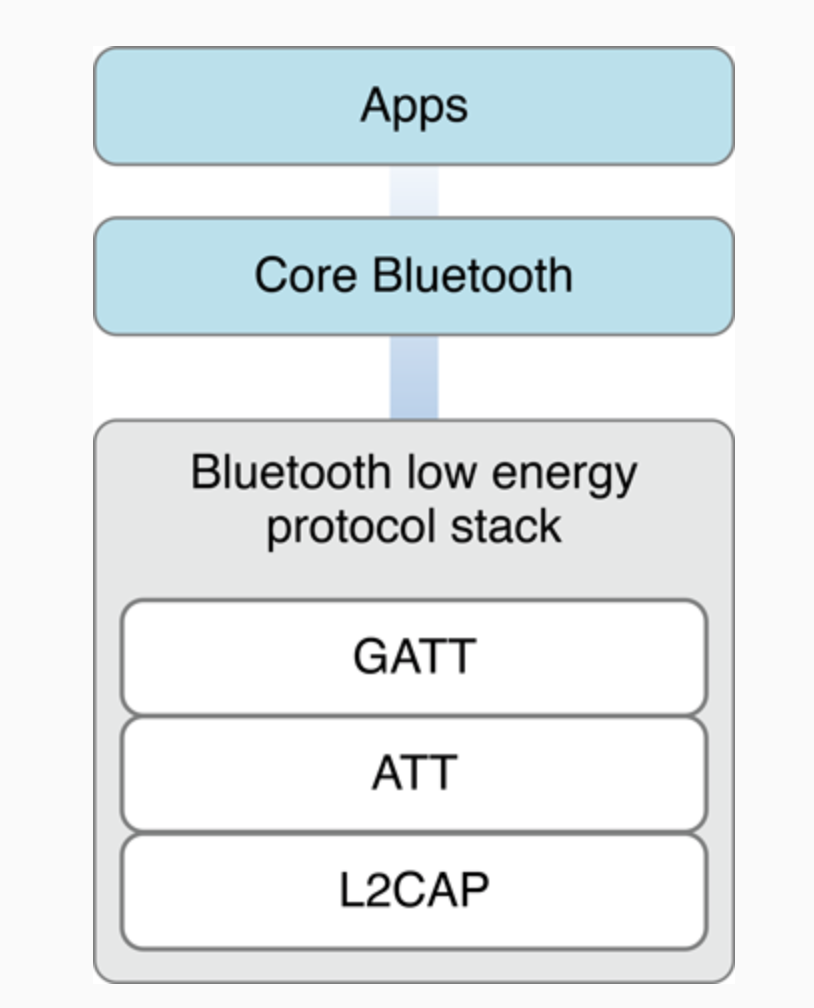 Apps
Core Bluetooth
Bluetooth low energy
protocol stack
GATT
ATT
L2CAP